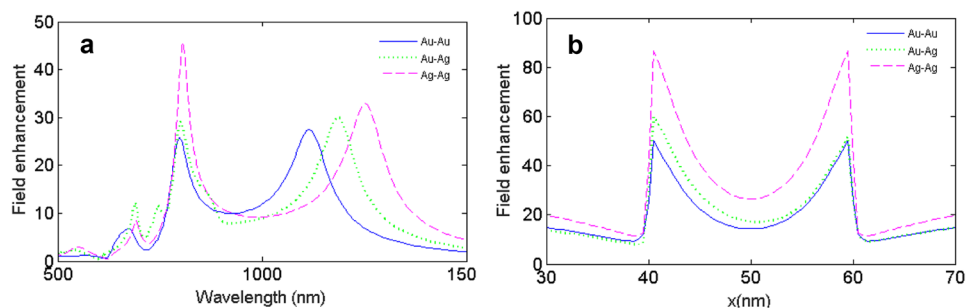 a
Au-Au
Au-Ag
Ag-Ag
Field enhancement
50
40
30
20
10
0
500
1000
150
Wavelength (nm)
b
Au-Au
Au-Ag
Ag-Ag
Field enhancement
100
80
60
40
20
0
30
40
50
60
70
x(nm)